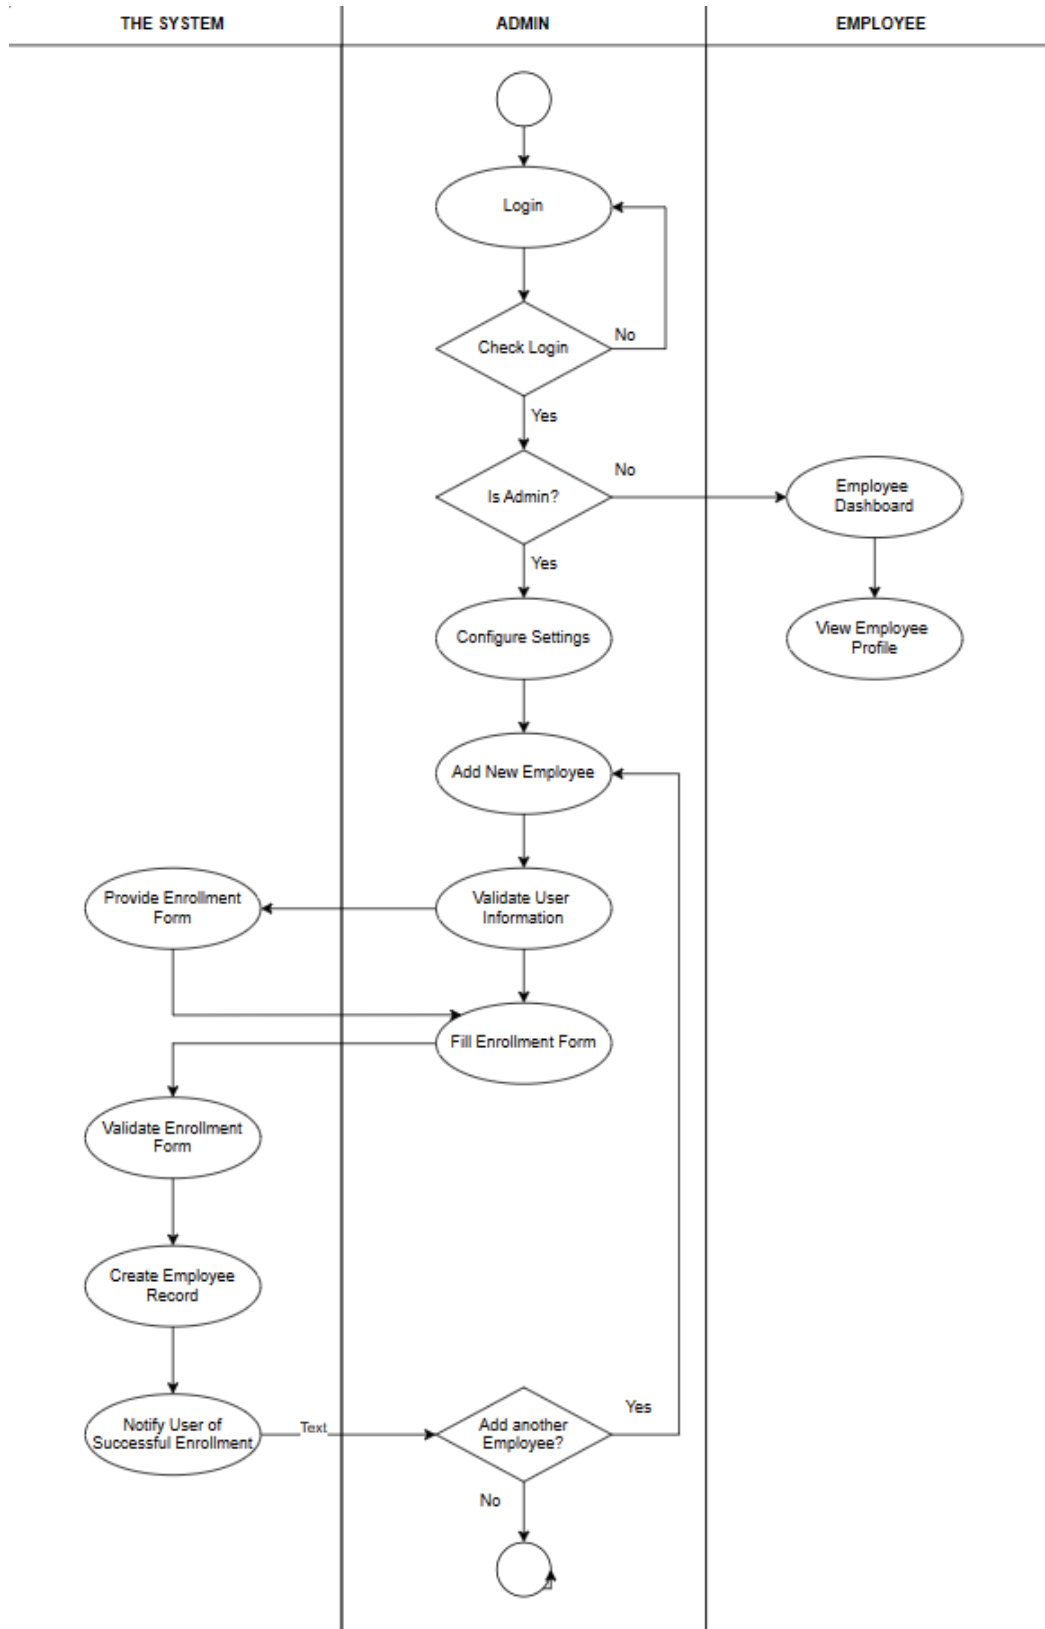 THE SYSTEM
ADMIN
EMPLOYEE
Login
Check Login
No
Yes
Is Admin?
No
Employee
Dashboard
Yes
Configure Settings
View Employee
Profile
Add New Employee
Provide Enrollment
Form
Validate User
Information
Fill Enrollment Form
Validate Enrollment
Form
Create Employee
Record
Notify User of
Successful Enrollment
Text
Add another
Employee?
Yes
No